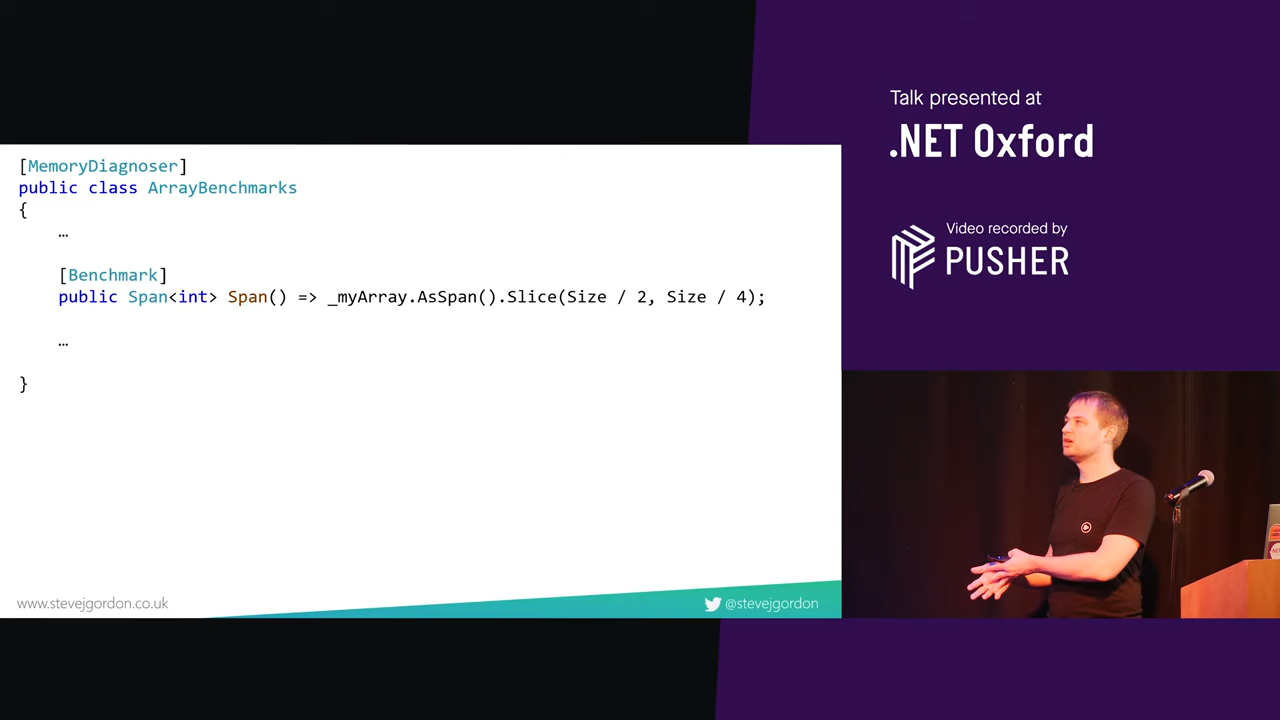 Talk presented at
.NET Oxford
Video recorded by
PUSHER
[MemoryDiagnoser]
public class ArrayBenchmarks
{
…
[Benchmark]
public Span<int> Span() => _myArray.AsSpan().Slice(Size / 2, Size / 4);
…
}
www.stevejgordon.co.uk
@stevejgordon